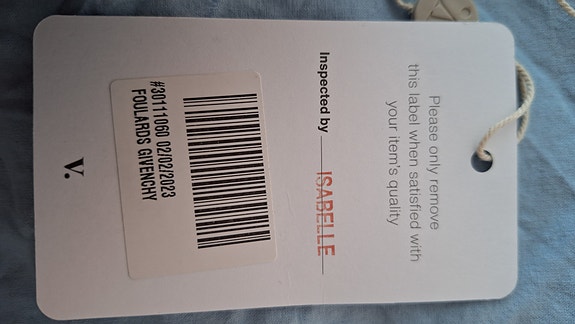 Please only remove
this label when satisfied with
your item's quality
Inspected by ISABELLE
#30111060 02/02/2023
FOULARDS GIVENCHY
V.